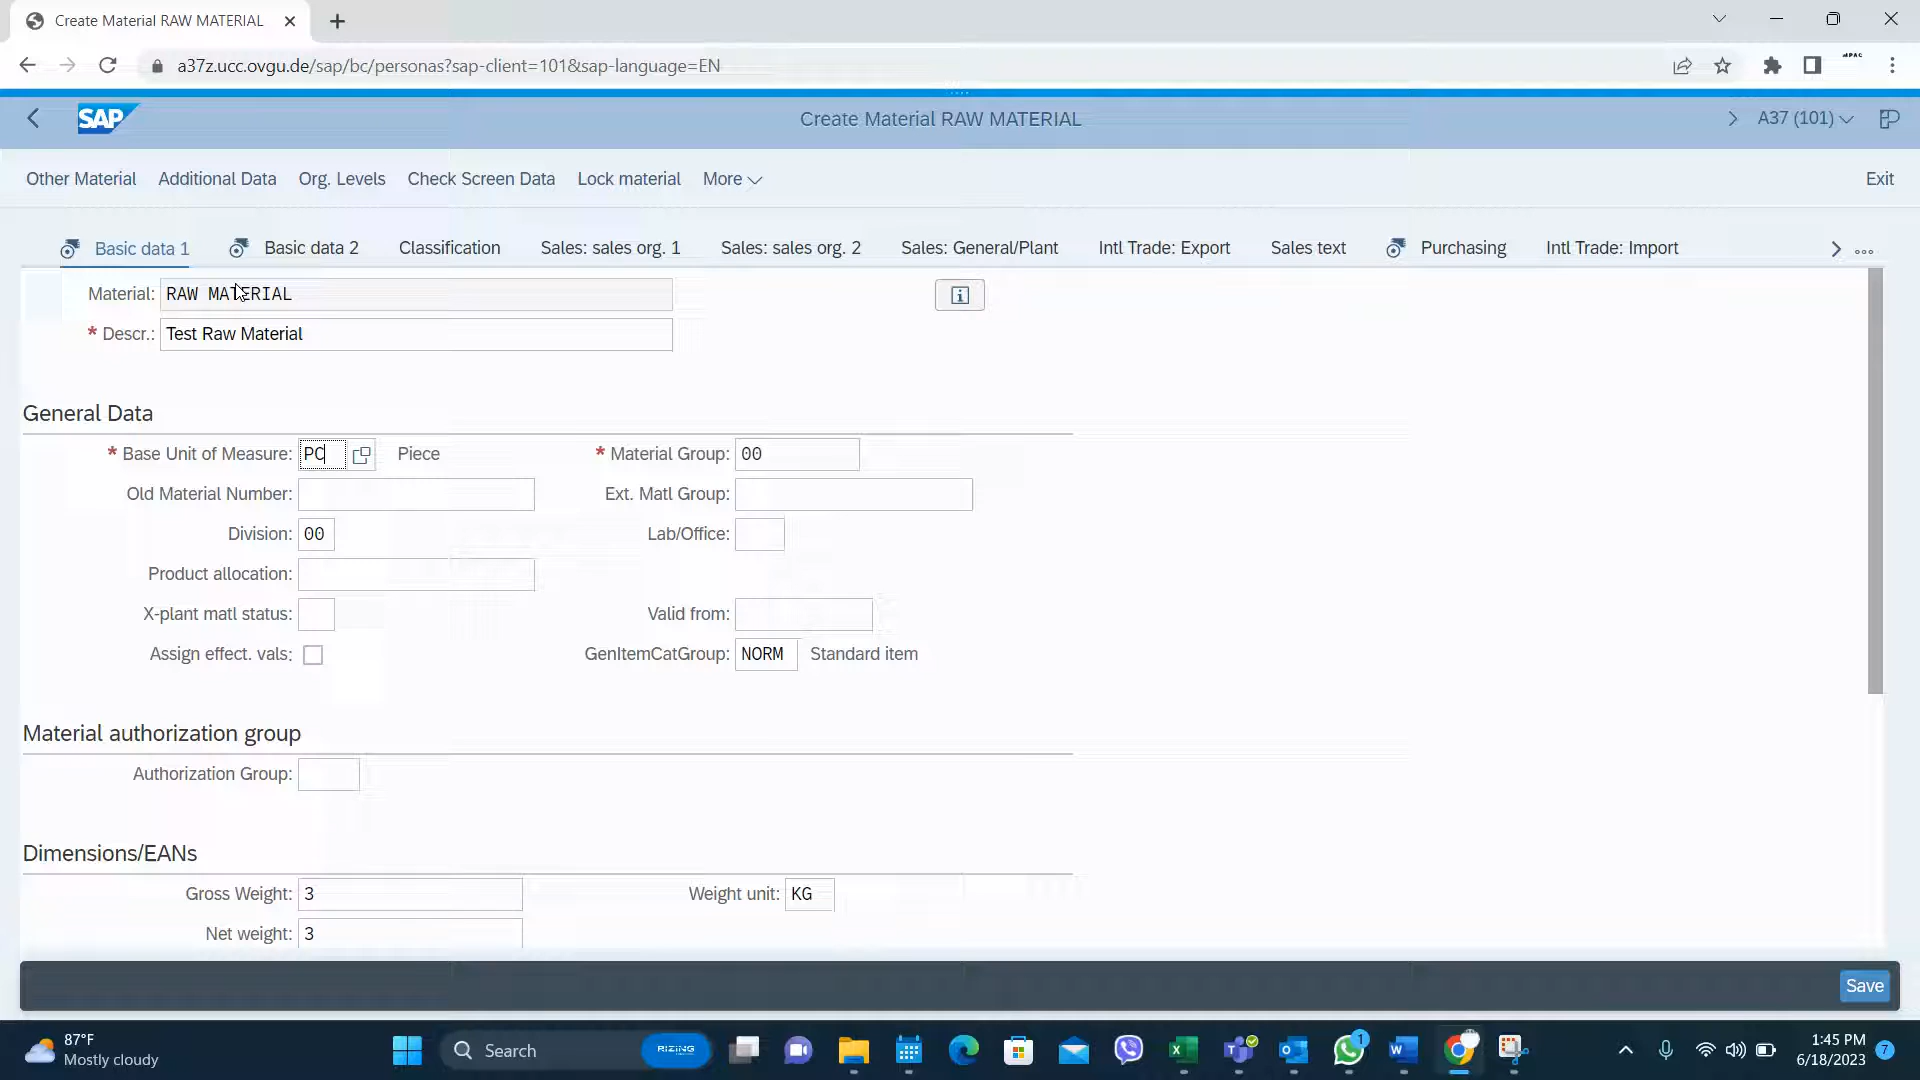 Create Material RAW MATERIAL
a37z.ucc.ovgu.de/sap/bc/personas?sap-client=101&sap-language=EN
SAP
Create Material RAW MATERIAL
A37 (101)
Other Material
Additional Data
Org. Levels
Check Screen Data
Lock material
More
Exit
Basic data 1
Basic data 2
Classification
Sales: sales org. 1
Sales: sales org. 2
Sales: General/Plant
Intl Trade: Export
Sales text
Purchasing
Intl Trade: Import
Material: RAW MATERIAL
* Descr.: Test Raw Material
General Data
* Base Unit of Measure: PC Piece
* Material Group: 00
Old Material Number:
Ext. Matl Group:
Division: 00
Lab/Office:
Product allocation:
X-plant matl status:
Valid from:
Assign effect. vals:
GenItemCatGroup: NORM Standard item
Material authorization group
Authorization Group:
Dimensions/EANs
Gross Weight: 3
Weight unit: KG
Net weight: 3
Save
87°F
Mostly cloudy
Search
RIZING
1
1:45 PM
6/18/2023
7